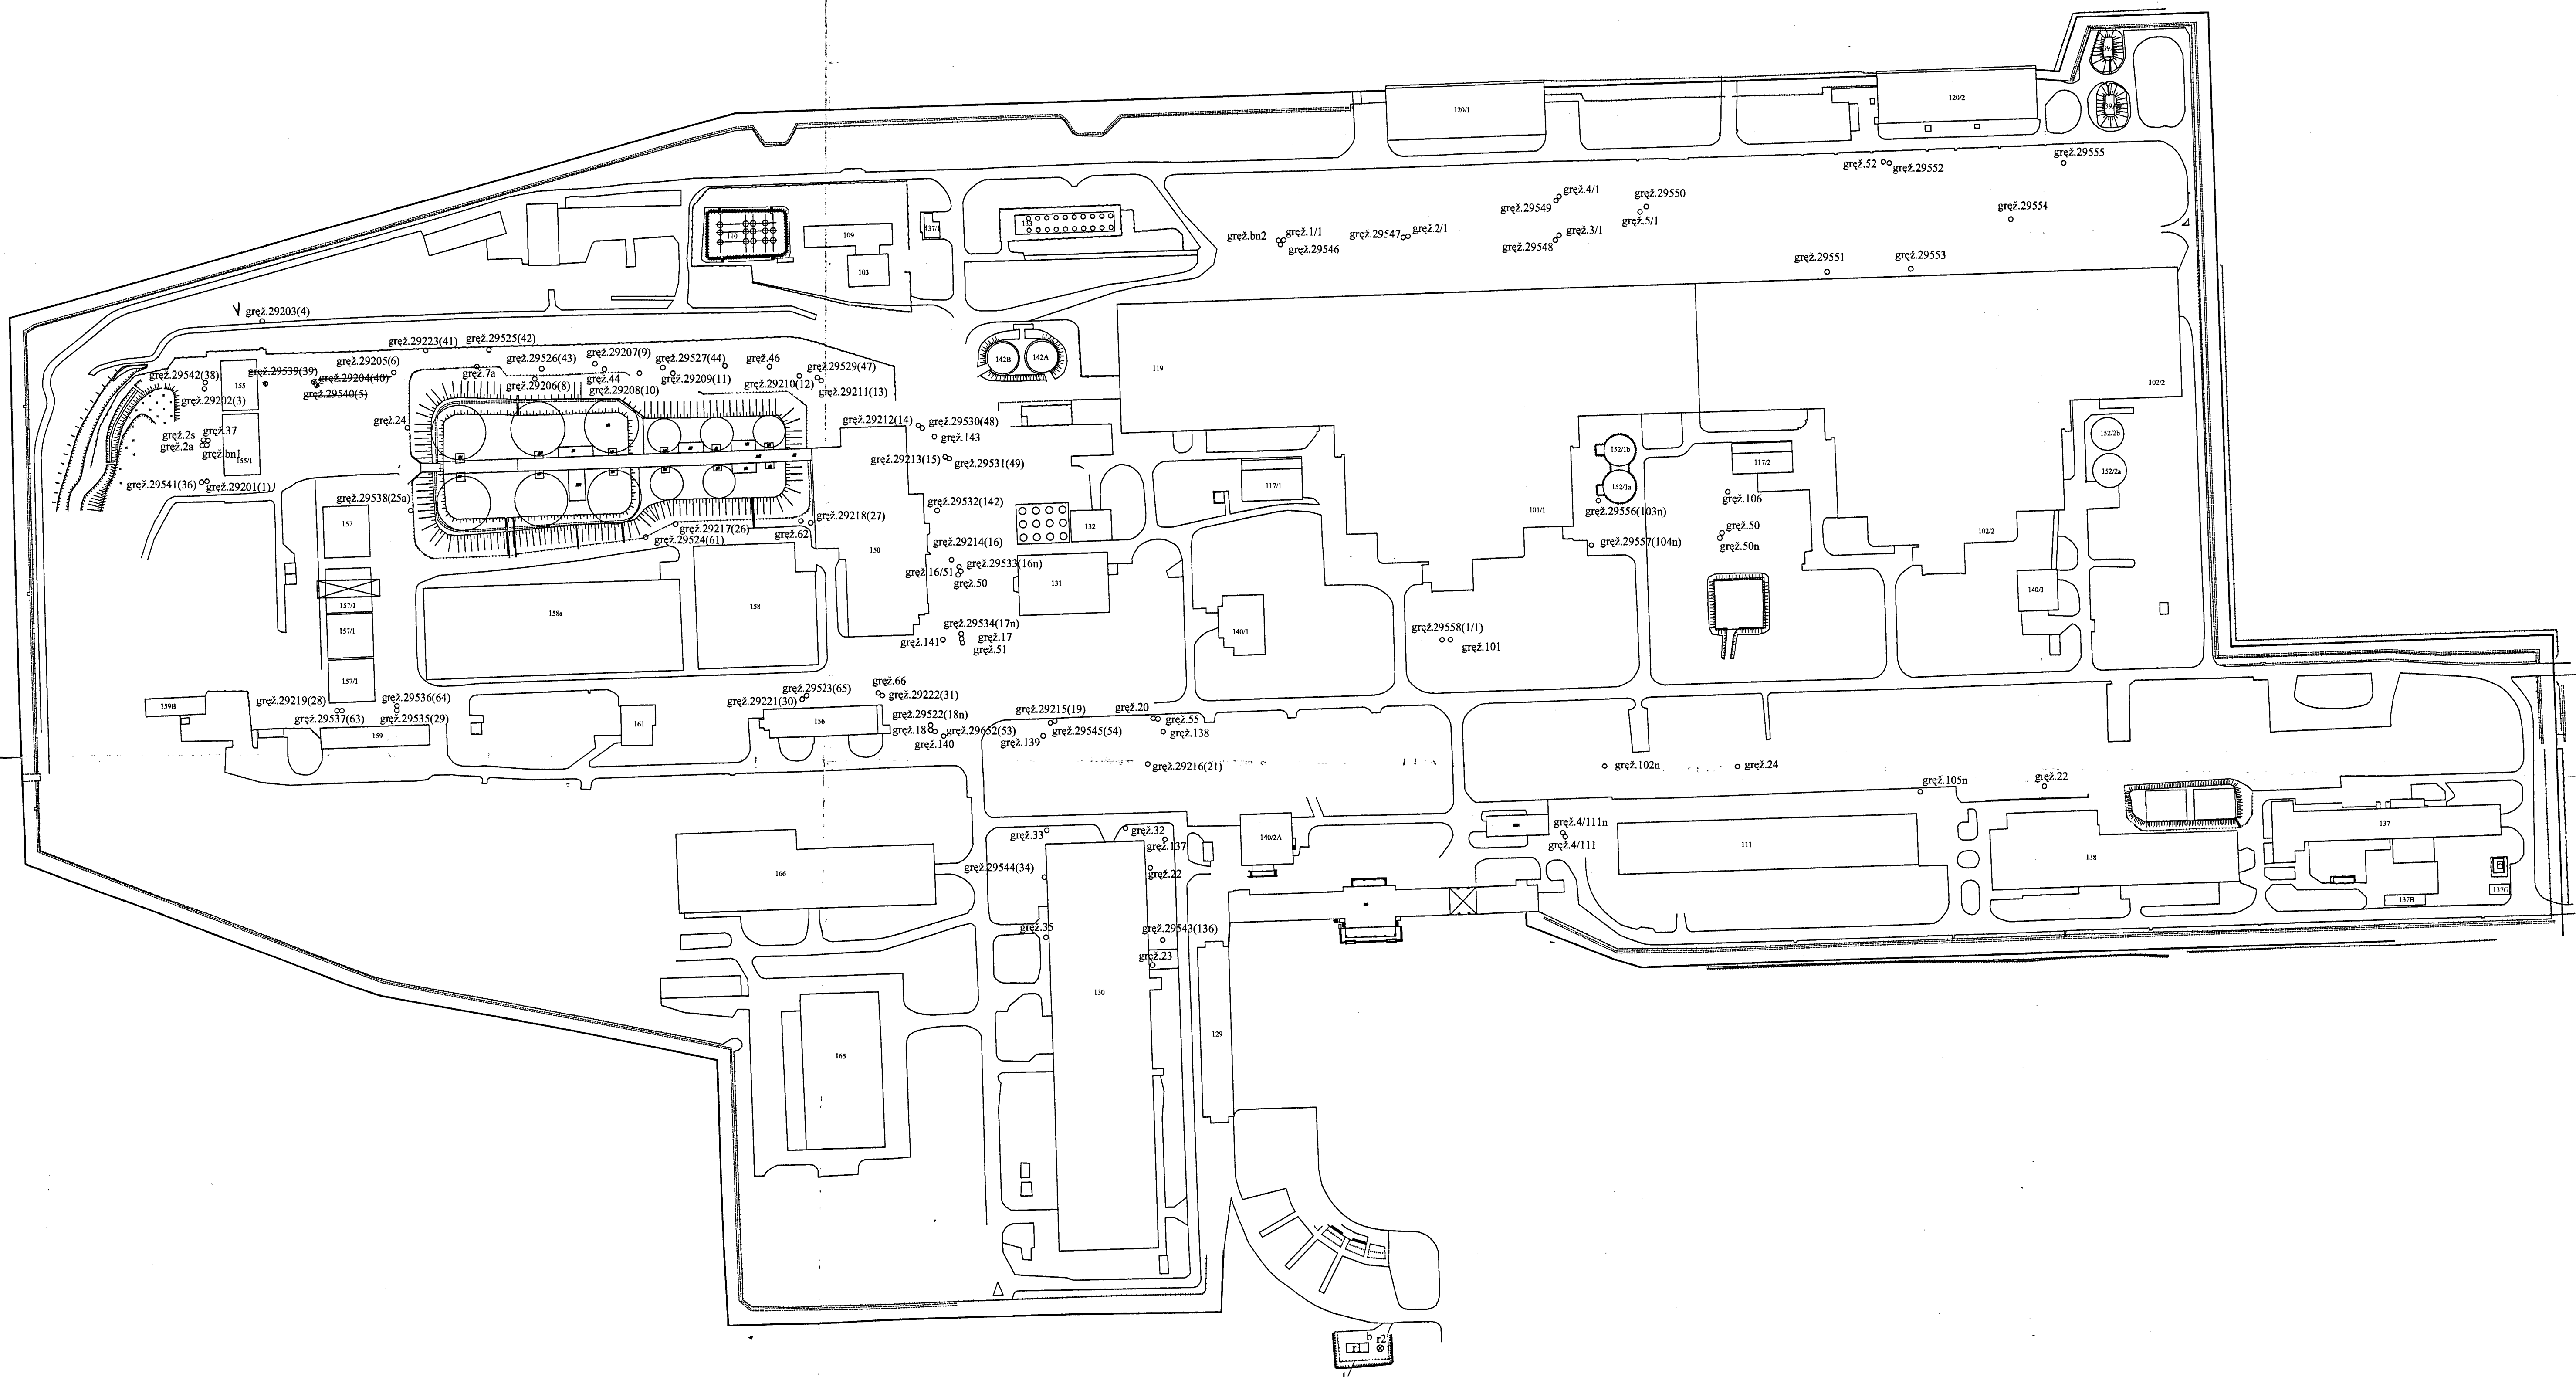 120/1
120/2
gręž.52
gręž.29552
gręž.29555
gręž.4/1
gręž.29549
gręž.29550
gręž.5/1
gręž.29554
110
109
103
437/1
133
gręž.bn2
gręž.1/1
gręž.29546
gręž.29547
gręž.2/1
gręž.3/1
gręž.29548
gręž.29551
gręž.29553
V
gręž.29203(4)
gręž.29223(41)
gręž.29525(42)
gręž.29205(6)
gręž.29526(43)
gręž.29207(9)
gręž.29527(44)
gręž.46
gręž.29529(47)
142B
142A
119
102/2
gręž.29542(38)
155
gręž.29539(39)
gręž.29204(40)
gręž.29540(5)
gręž.7a
gręž.29206(8)
gręž.44
gręž.29208(10)
gręž.29209(11)
gręž.29210(12)
gręž.29211(13)
gręž.29202(3)
gręž.24
gręž.29212(14)
gręž.29530(48)
gręž.143
gręž.2s
gręž.37
gręž.2a
gręž.bn1
155/1
gręž.29213(15)
gręž.29531(49)
152/1b
117/2
152/2b
152/2a
gręž.29541(36)
gręž.29201(1)
gręž.29538(25a)
117/1
152/1a
gręž.106
gręž.29532(142)
gręž.29556(103n)
101/1
157
gręž.29217(26)
gręž.29218(27)
gręž.29524(61)
gręž.62
132
gręž.50
gręž.50n
102/2
gręž.29214(16)
150
gręž.29557(104n)
gręž.16/51
gręž.29533(16n)
gręž.50
131
140/3
157/1
158a
158
157/1
gręž.29534(17n)
gręž.141
gręž.17
gręž.51
140/1
gręž.29558(1/1)
gręž.101
157/1
159B
gręž.29219(28)
gręž.29536(64)
gręž.29537(63)
gręž.29535(29)
159
161
gręž.29523(65)
gręž.29221(30)
gręž.66
gręž.29222(31)
156
gręž.29522(18n)
gręž.18
gręž.29652(53)
gręž.140
gręž.29215(19)
gręž.139
gręž.29545(54)
gręž.20
gręž.55
gręž.138
gręž.29216(21)
gręž.102n
gręž.24
gręž.105n
gręž.22
gręž.33
gręž.32
gręž.137
140/2A
gręž.4/111n
gręž.4/111
111
138
137
166
gręž.29544(34)
gręž.22
137G
137B
gręž.35
gręž.29543(136)
gręž.23
130
129
165
b
r2
r1